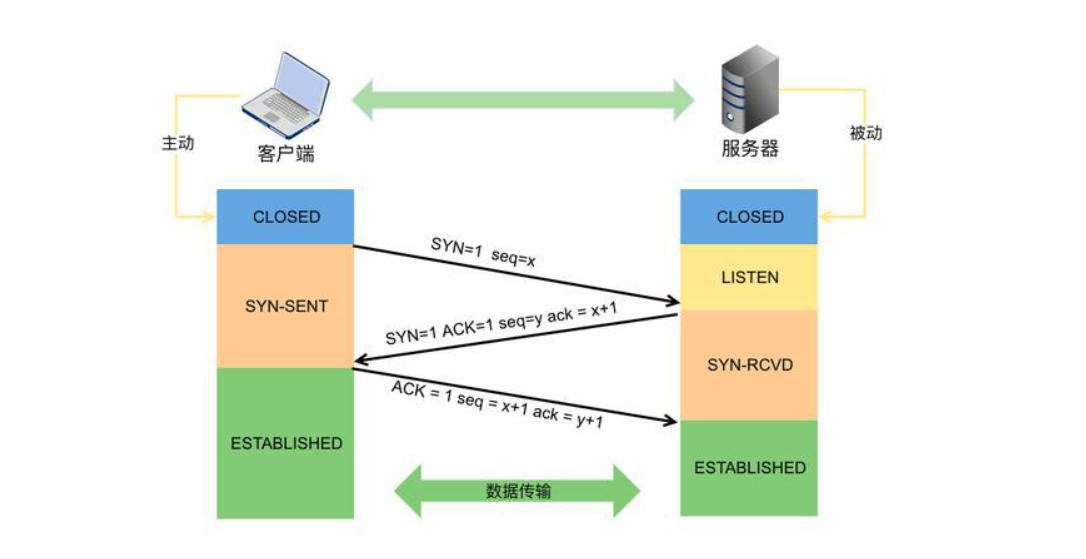 主动
客户端
服务器
被动
CLOSED
CLOSED
SYN=1 seq=x
LISTEN
SYN-SENT
SYN=1 ACK=1 seq=y ack = x+1
SYN-RCVD
ACK = 1 seq = x+1 ack = y+1
ESTABLISHED
ESTABLISHED
数据传输